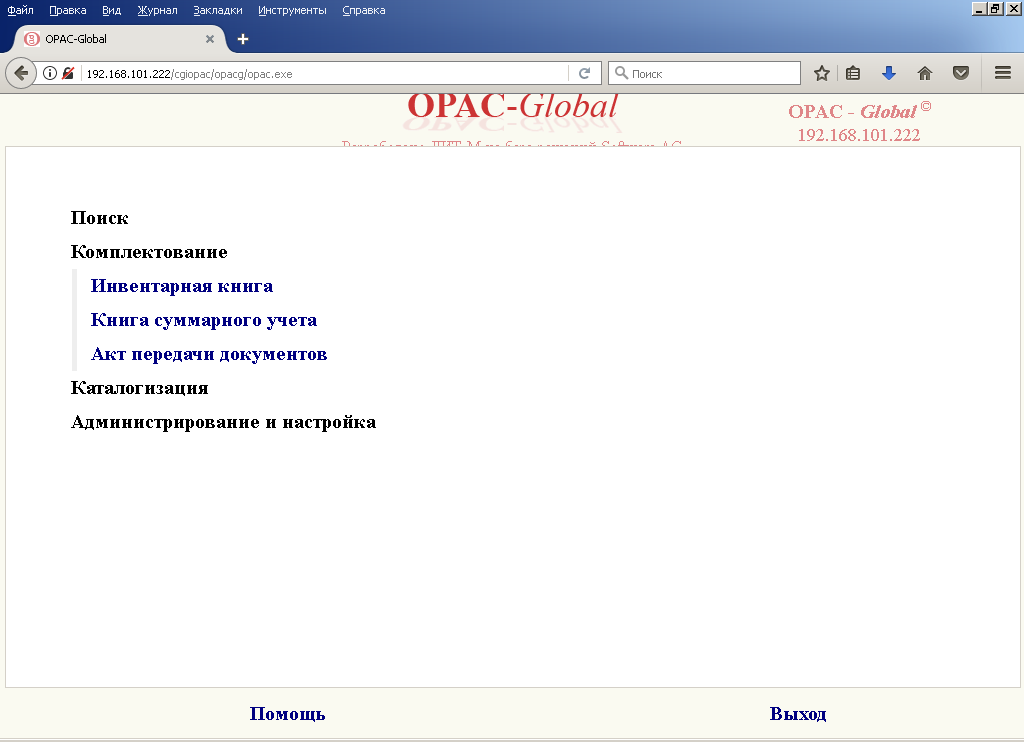 Файл Правка Вид Журнал Закладки Инструменты Справка
OPAC-Global
192.168.101.222/cgiopac/opacg/opac.exe
Поиск
OPAC-Global
OPAC - Global ©
192.168.101.222
Поиск
Комплектование
Инвентарная книга
Книга суммарного учета
Акт передачи документов
Каталогизация
Администрирование и настройка
Помощь Выход